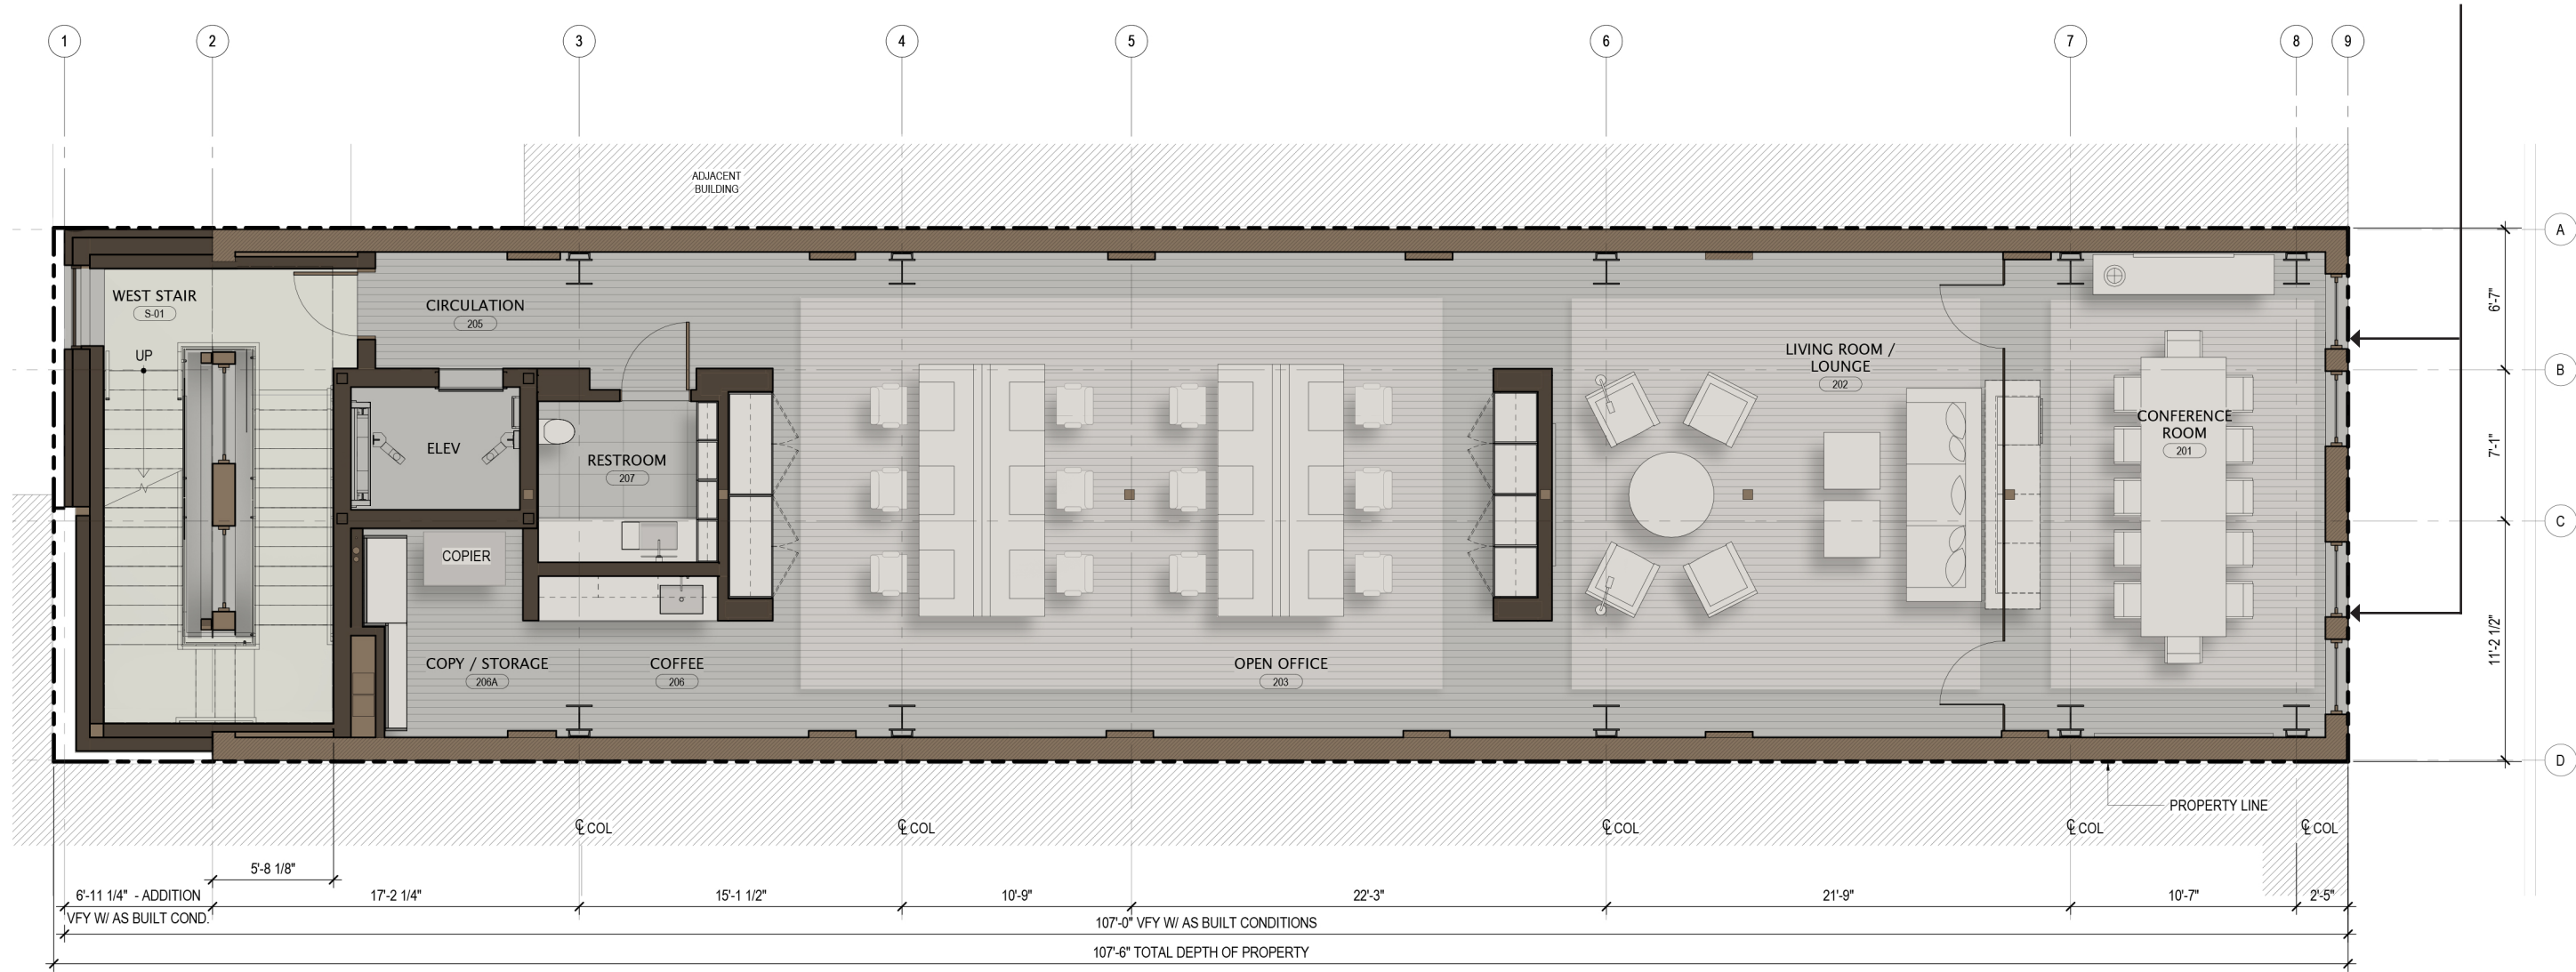 1 2 3 4 5 6 7 8 9
ADJACENT
BUILDING
A
WEST STAIR
S-01
CIRCULATION
205
6'-7"
UP
LIVING ROOM /
LOUNGE
202
B
CONFERENCE
ROOM
201
ELEV
RESTROOM
207
7'-1"
C
COPIER
COPY / STORAGE
206A
COFFEE
206
OPEN OFFICE
203
11'-2 1/2"
D
PROPERTY LINE
℄ COL
℄ COL
℄ COL
℄ COL
℄ COL
5'-8 1/8"
6'-11 1/4" - ADDITION
VFY W/ AS BUILT COND.
17'-2 1/4"
15'-1 1/2"
10'-9"
22'-3"
21'-9"
10'-7"
2'-5"
107'-0" VFY W/ AS BUILT CONDITIONS
107'-6" TOTAL DEPTH OF PROPERTY